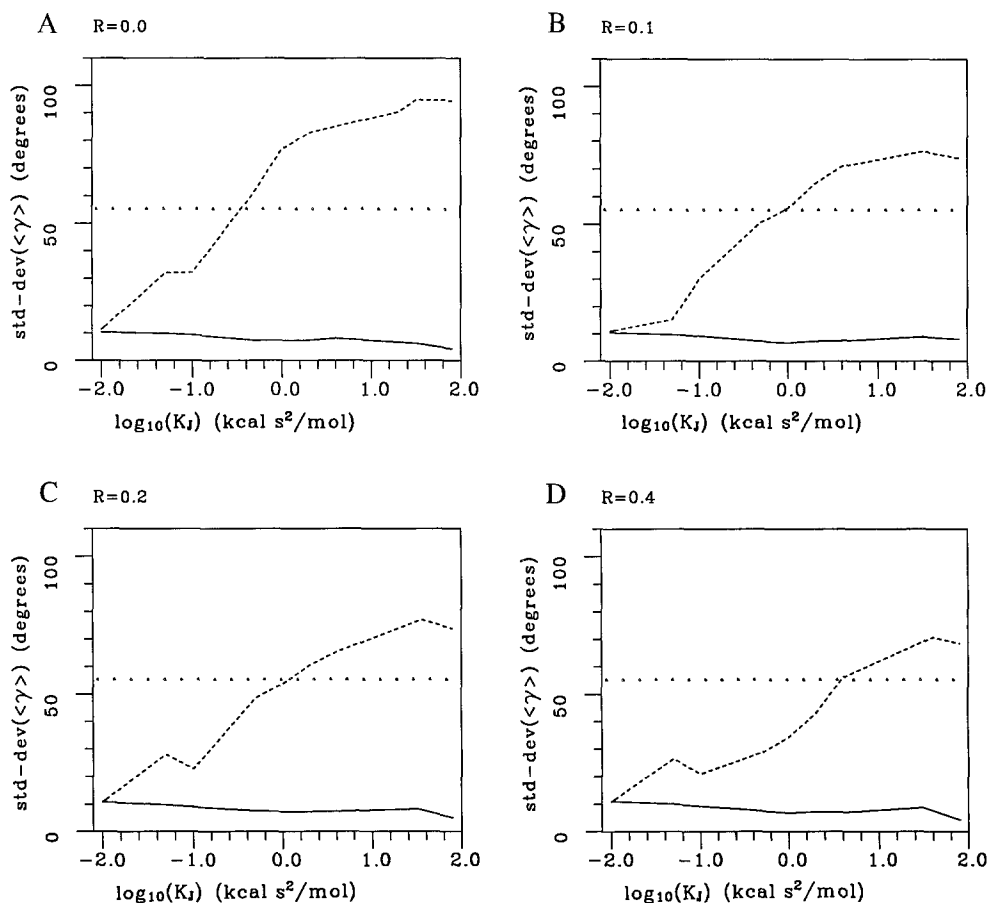 A R=0.0
std-dev(<γ>) (degrees)
100
50
0
-2.0 -1.0 0.0 1.0 2.0
log₁₀(K_J) (kcal s²/mol)
B R=0.1
std-dev(<γ>) (degrees)
100
50
0
-2.0 -1.0 0.0 1.0 2.0
log₁₀(K_J) (kcal s²/mol)
C R=0.2
std-dev(<γ>) (degrees)
100
50
0
-2.0 -1.0 0.0 1.0 2.0
log₁₀(K_J) (kcal s²/mol)
D R=0.4
std-dev(<γ>) (degrees)
100
50
0
-2.0 -1.0 0.0 1.0 2.0
log₁₀(K_J) (kcal s²/mol)